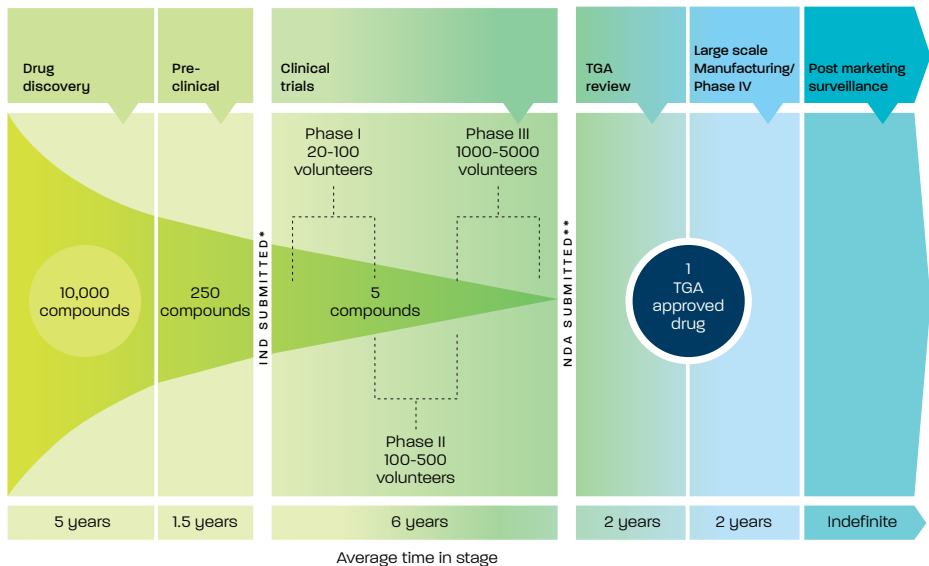 Drug
discovery
Pre-
clinical
Clinical
trials
TGA
review
Large scale
Manufacturing/
Phase IV
Post marketing
surveillance
Phase I
20-100
volunteers
Phase III
1000-5000
volunteers
10,000
compounds
250
compounds
IND SUBMITTED*
5
compounds
NDA SUBMITTED**
1
TGA
approved
drug
Phase II
100-500
volunteers
5 years
1.5 years
6 years
2 years
2 years
Indefinite
Average time in stage